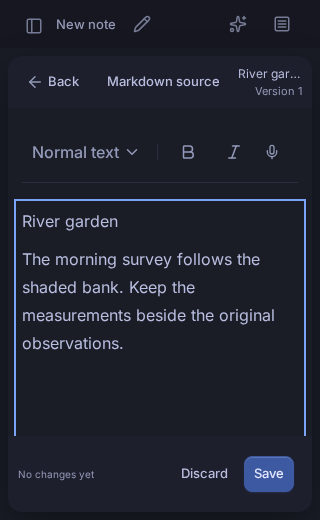 New note
Back
Markdown source
River gar...
Version 1
Normal text
B
I
River garden
The morning survey follows the
shaded bank. Keep the
measurements beside the original
observations.
No changes yet
Discard
Save